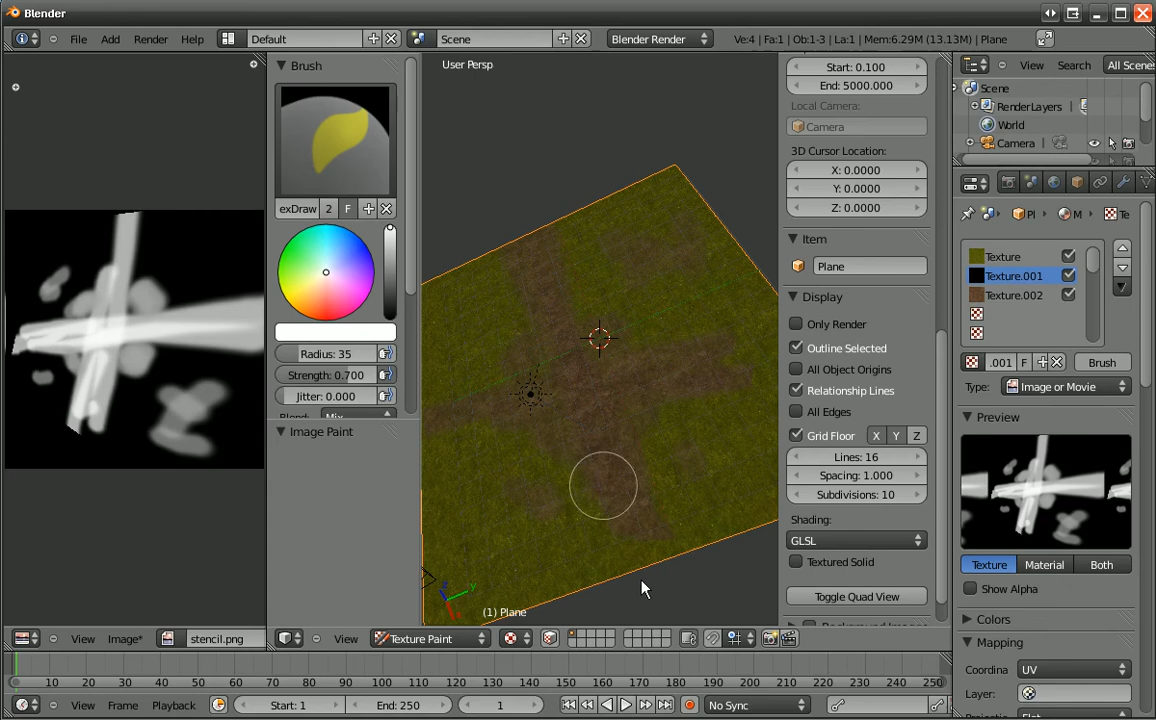 Blender
File Add Render Help Default Scene Blender Render Ve:4 | Fa:1 | Ob:1-3 | La:1 | Mem:6.29M (13.13M) | Plane
Brush
exDraw 2 F
Radius: 35
Strength: 0.700
Jitter: 0.000
Image Paint
View Image* stencil.png
User Persp
(1) Plane
View Texture Paint
Start: 0.100
End: 5000.000
Local Camera:
Camera
3D Cursor Location:
X: 0.0000
Y: 0.0000
Z: 0.0000
Item
Plane
Display
Only Render
Outline Selected
All Object Origins
Relationship Lines
All Edges
Grid Floor X Y Z
Lines: 16
Spacing: 1.000
Subdivisions: 10
Shading:
GLSL
Textured Solid
Toggle Quad View
View Search All Scene
Scene
RenderLayers
World
Camera
Pl M Te
Texture
Texture.001
Texture.002
.001 F Brush
Type: Image or Movie
Preview
Texture Material Both
Show Alpha
Colors
Mapping
Coordina UV
Layer:
10 20 30 40 50 60 70 80 90 100 110 120 130 140 150 160 170 180 190 200 210 220 230 240 250
View Frame Playback Start: 1 End: 250 1 No Sync